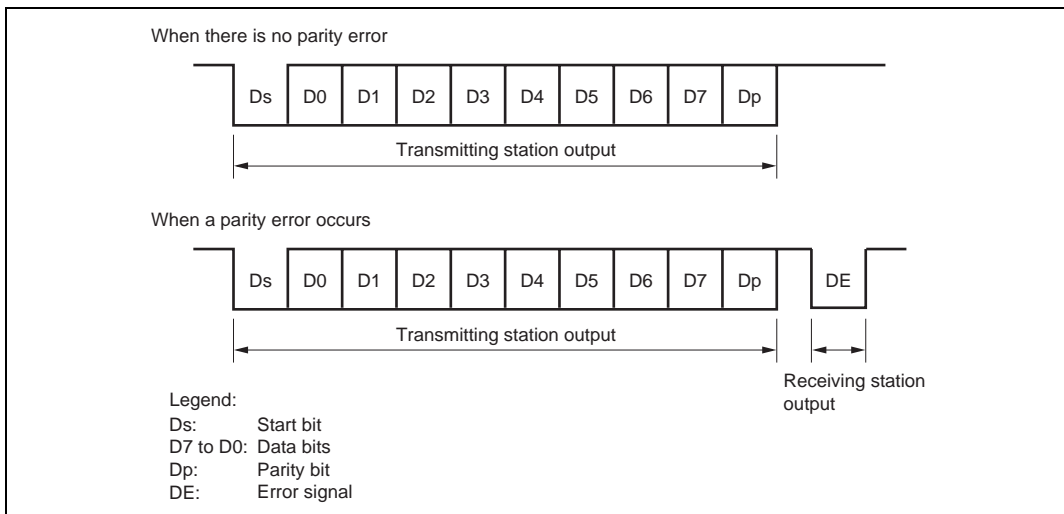 When there is no parity error
Ds D0 D1 D2 D3 D4 D5 D6 D7 Dp
Transmitting station output
When a parity error occurs
Ds D0 D1 D2 D3 D4 D5 D6 D7 Dp DE
Transmitting station output
Receiving station
output
Legend:
Ds: Start bit
D7 to D0: Data bits
Dp: Parity bit
DE: Error signal